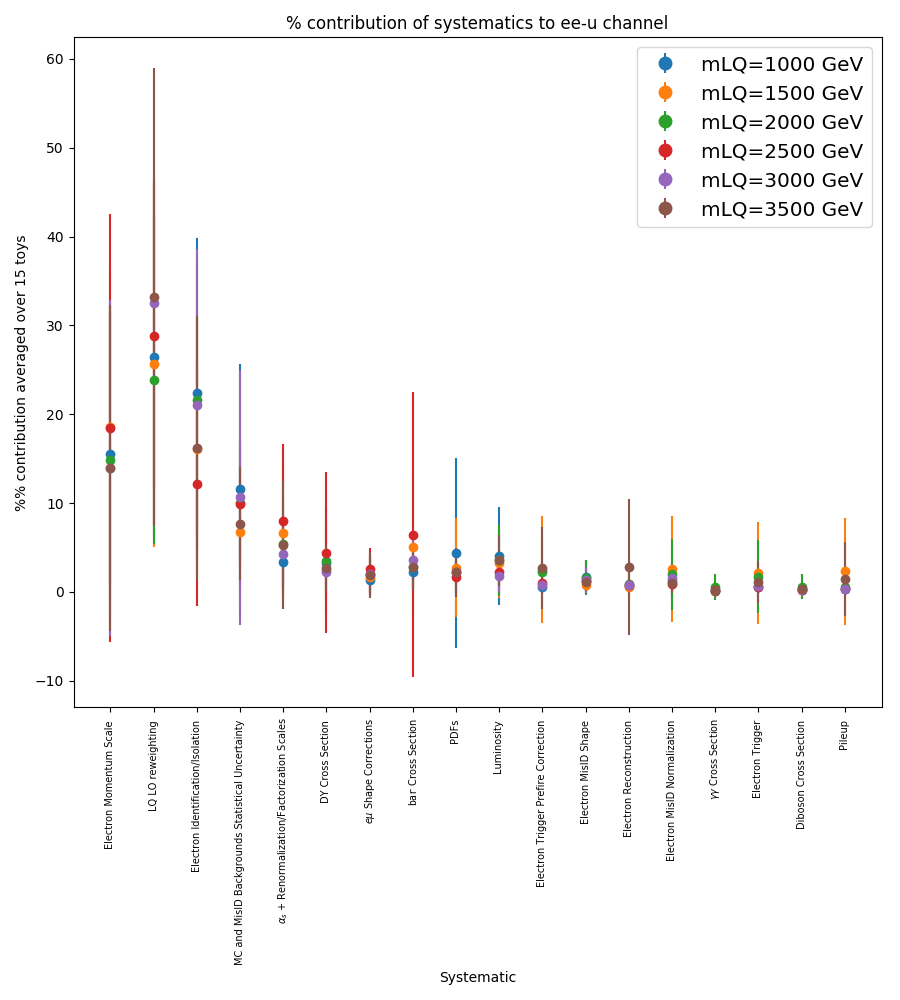 % contribution of systematics to ee-u channel
mLQ=1000 GeV
mLQ=1500 GeV
mLQ=2000 GeV
mLQ=2500 GeV
mLQ=3000 GeV
mLQ=3500 GeV
60
50
40
30
20
10
0
−10
%% contribution averaged over 15 toys
Electron Momentum Scale
LQ LO reweighting
Electron Identification/Isolation
MC and MisID Backgrounds Statistical Uncertainty
αs + Renormalization/Factorization Scales
DY Cross Section
eμ Shape Corrections
bar Cross Section
PDFs
Luminosity
Electron Trigger Prefire Correction
Electron MisID Shape
Electron Reconstruction
Electron MisID Normalization
γγ Cross Section
Electron Trigger
Diboson Cross Section
Pileup
Systematic